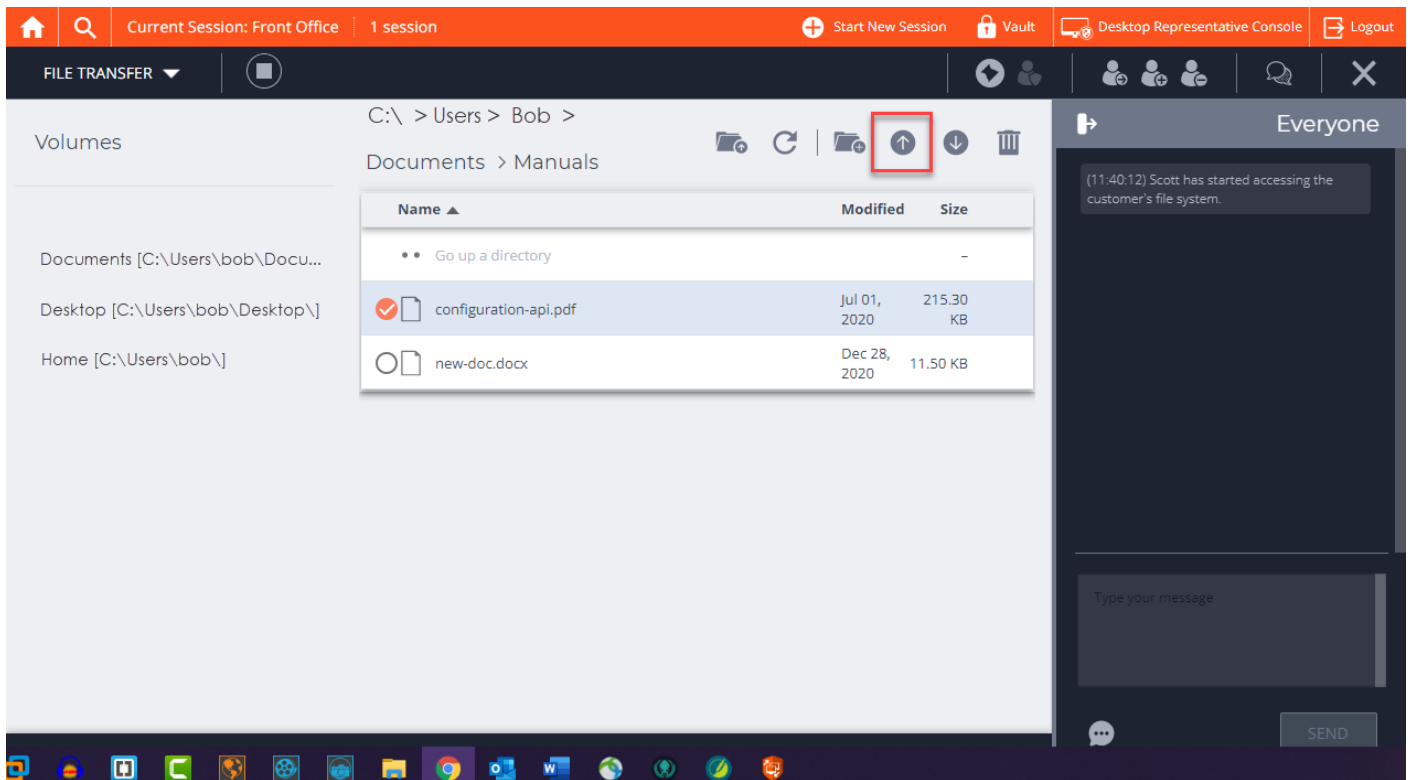 Current Session: Front Office 1 session Start New Session Vault Desktop Representative Console Logout
FILE TRANSFER
Volumes
Documents [C:\Users\bob\Docu...
Desktop [C:\Users\bob\Desktop\]
Home [C:\Users\bob\]
C:\ > Users > Bob >
Documents > Manuals
Name Modified Size
Go up a directory –
configuration-api.pdf Jul 01, 215.30
2020 KB
new-doc.docx Dec 28, 11.50 KB
2020
Everyone
(11:40:12) Scott has started accessing the
customer's file system.
Type your message
SEND